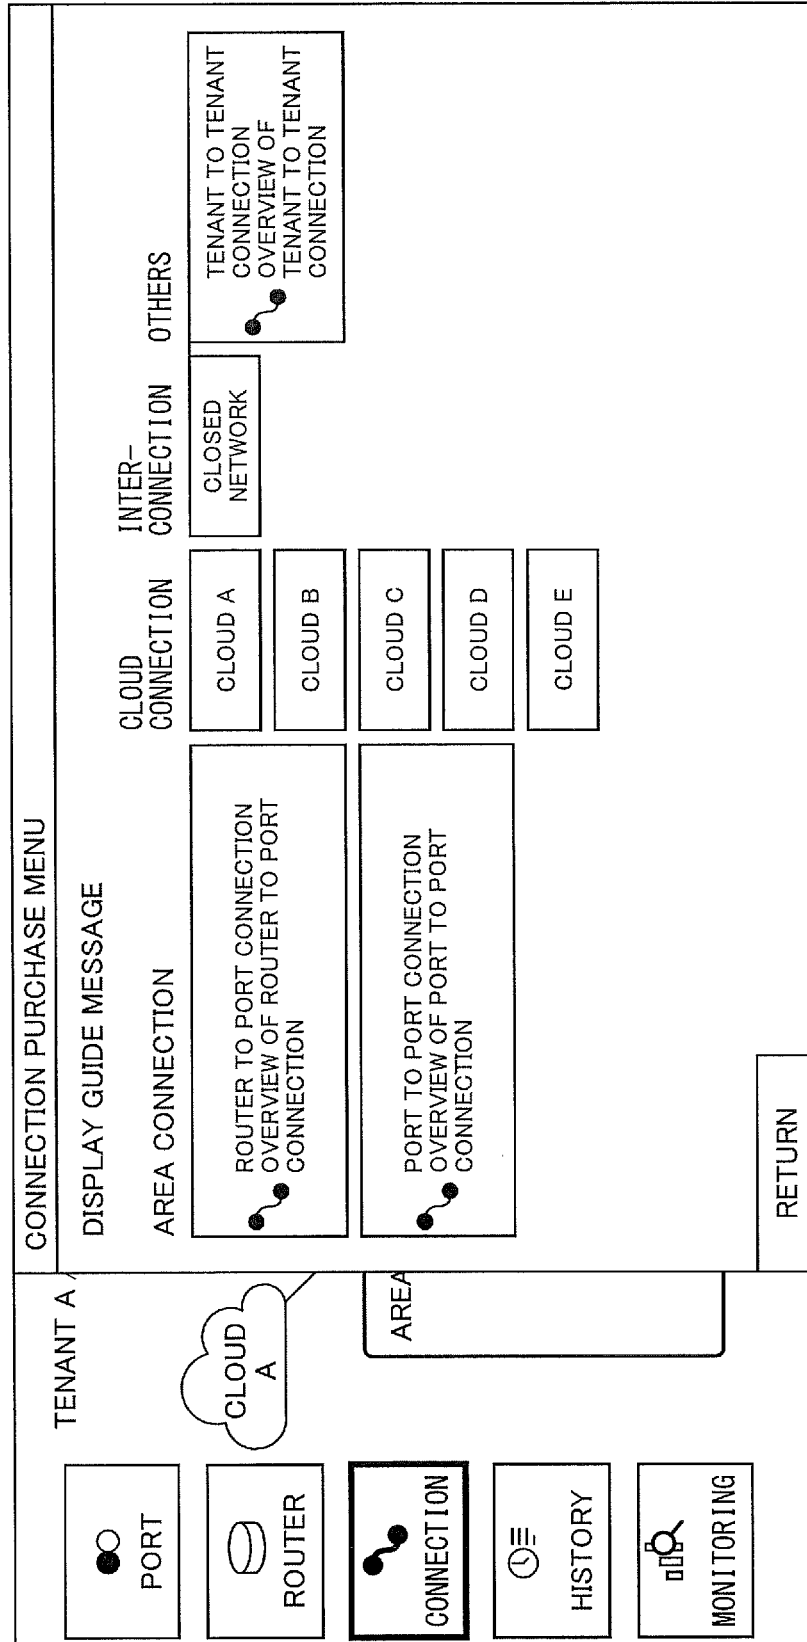 PORT
ROUTER
CONNECTION
HISTORY
MONITORING
TENANT A /
CLOUD
A
AREA
CONNECTION PURCHASE MENU
DISPLAY GUIDE MESSAGE
AREA CONNECTION
ROUTER TO PORT CONNECTION
OVERVIEW OF ROUTER TO PORT
CONNECTION
PORT TO PORT CONNECTION
OVERVIEW OF PORT TO PORT
CONNECTION
CLOUD
CONNECTION
CLOUD A
CLOUD B
CLOUD C
CLOUD D
CLOUD E
INTER-
CONNECTION
CLOSED
NETWORK
OTHERS
TENANT TO TENANT
CONNECTION
OVERVIEW OF
TENANT TO TENANT
CONNECTION
RETURN